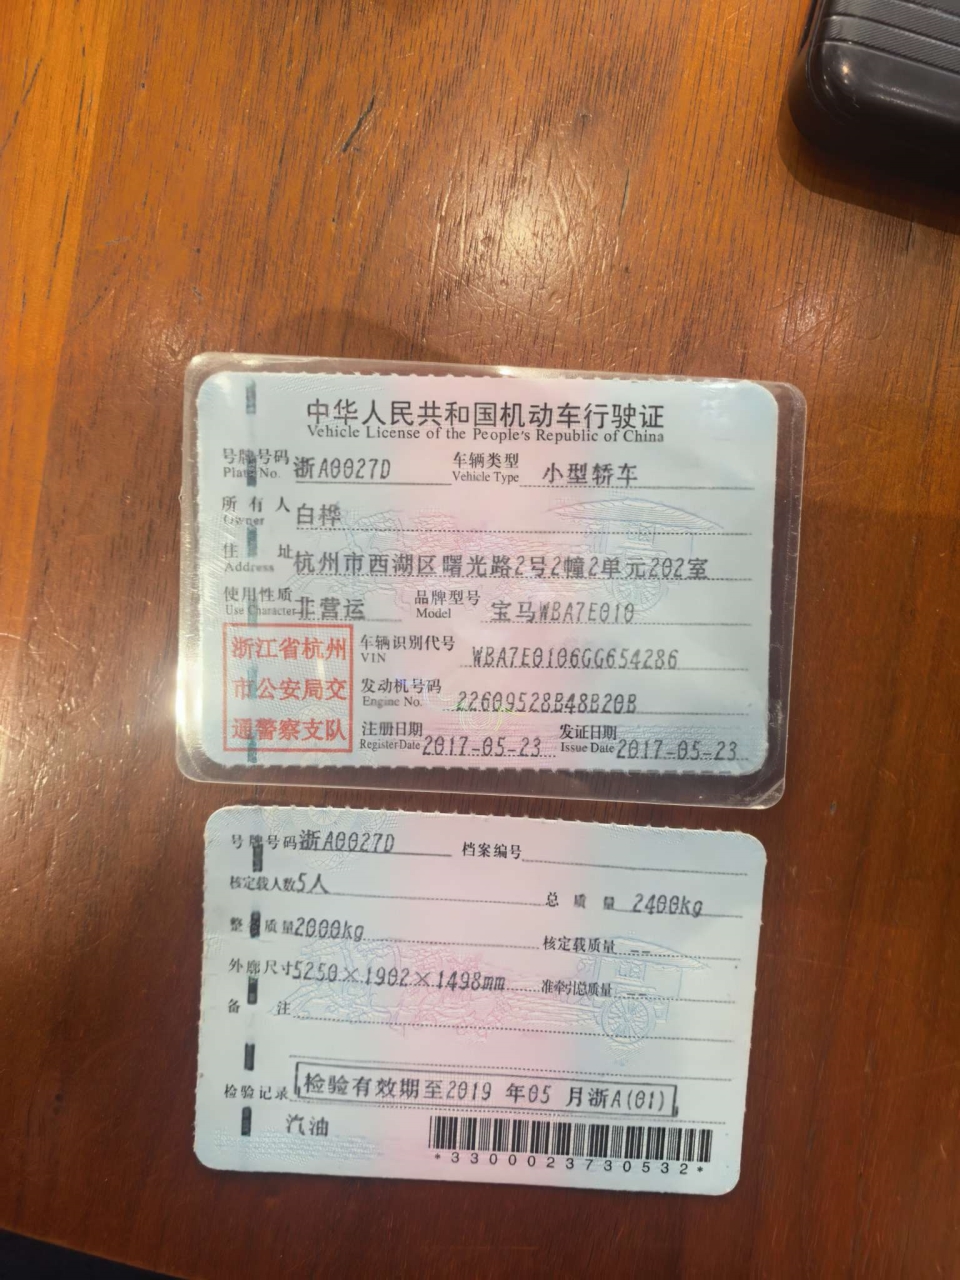 中华人民共和国机动车行驶证
Vehicle License of the People's Republic of China
号牌号码 浙A0027D 车辆类型 小型轿车
Plate No. Vehicle Type
所有人 白桦
Owner
住址 杭州市西湖区曙光路2号2幢2单元202室
Address
使用性质 非营运 品牌型号 宝马WBA7E010
Use Character Model
浙江省杭州
市公安局交
通警察支队
车辆识别代号 WBA7E0106GG654286
VIN
发动机号码 22609528B48B20B
Engine No.
注册日期 2017-05-23 发证日期 2017-05-23
Register Date Issue Date
号牌号码 浙A0027D 档案编号
核定载人数 5人 总质量 2400kg
整备质量 2000kg 核定载质量 --
外廓尺寸 5250×1902×1498mm 准牵引总质量 --
备注
检验记录 检验有效期至2019年05月浙A(01)
汽油
*3300023730532*